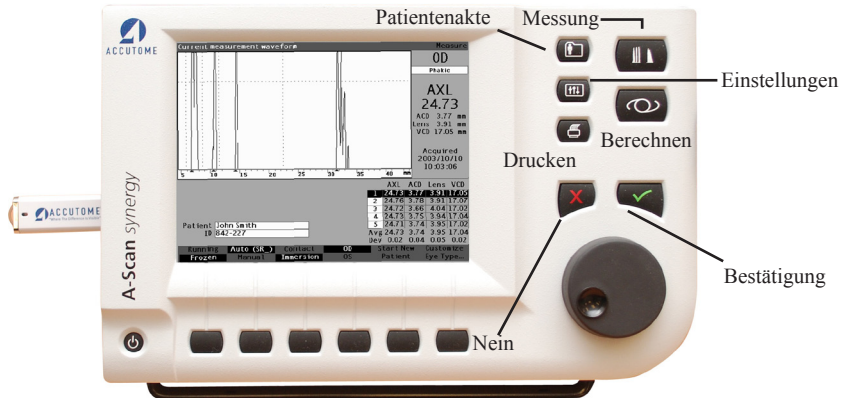 Patientenakte
Messung
Einstellungen
Berechnen
Drucken
Bestätigung
Nein
ACCUTOME
ACCUTOME
A-Scan synergy
Current measurement waveform
Measure
OD
Phakic
AXL
24.73
ACD 3.77 mm
Lens 3.91 mm
VCD 17.05 mm
Acquired
2003/10/10
10:03:06
5 10 15 20 25 30 35 40 mm
AXL ACD Lens VCD
1 24.73 3.77 3.91 17.05
2 24.76 3.78 3.91 17.07
3 24.72 3.66 4.04 17.02
4 24.73 3.75 3.94 17.04
5 24.71 3.74 3.95 17.02
Avg 24.73 3.74 3.95 17.04
Dev 0.02 0.04 0.05 0.02
Patient John Smith
ID 842-227
Running Auto (SR_) Contact OD Start New Customize
Frozen Manual Immersion OS Patient Eye Type...